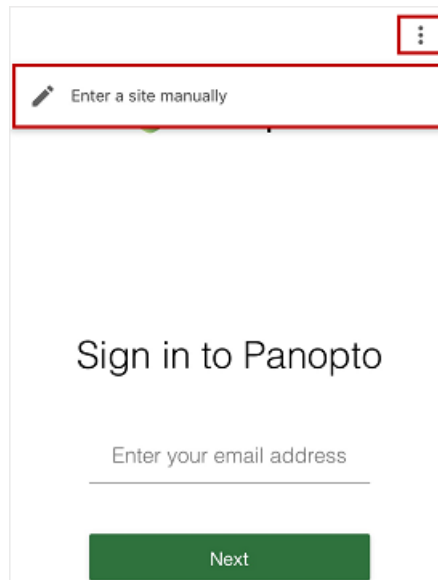 Enter a site manually
Sign in to Panopto
Enter your email address
Next